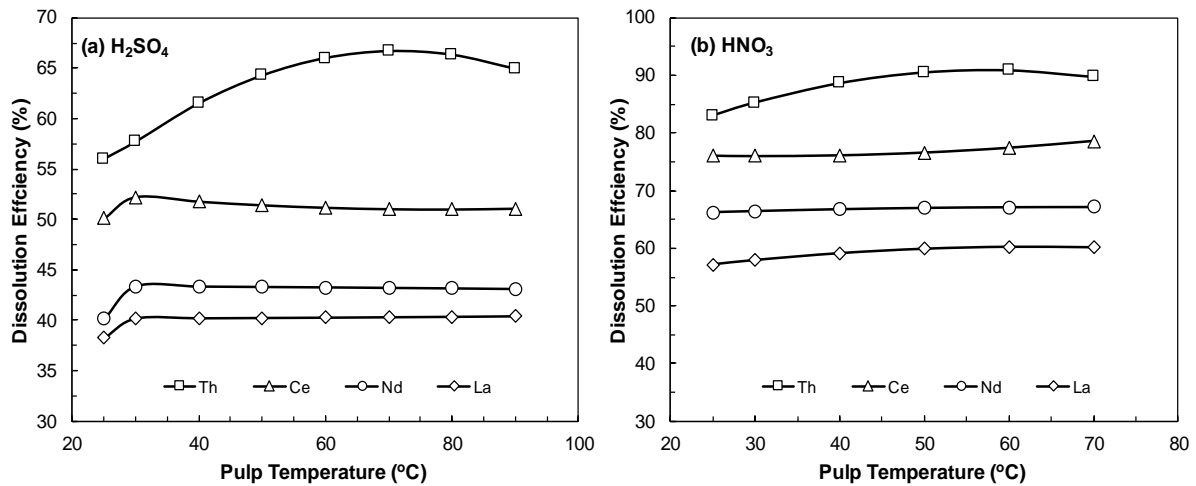 (a) H₂SO₄
Dissolution Effciency (%)
70
65
60
55
50
45
40
35
30
Th
Ce
Nd
La
20
40
60
80
100
Pulp Temperature (ºC)
(b) HNO₃
Dissolution Effciency (%)
100
90
80
70
60
50
40
30
Th
Ce
Nd
La
20
30
40
50
60
70
80
Pulp Temperature (ºC)